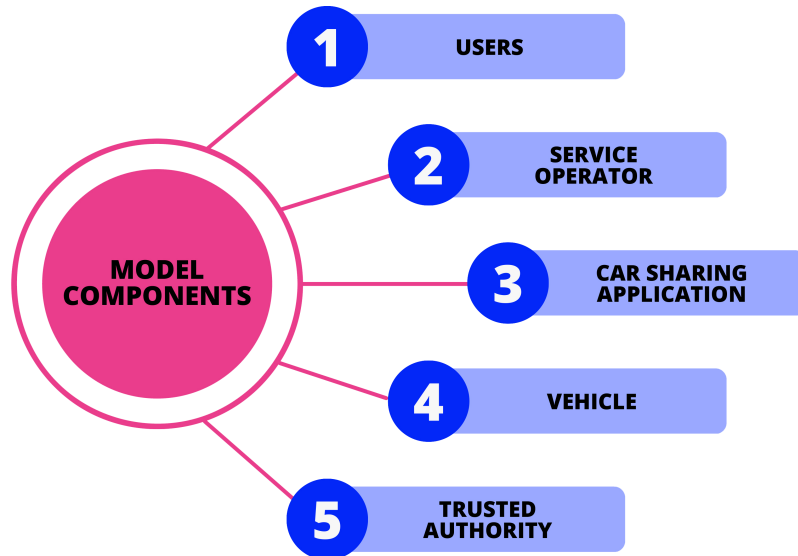 MODEL
COMPONENTS
1
USERS
2
SERVICE
OPERATOR
3
CAR SHARING
APPLICATION
4
VEHICLE
5
TRUSTED
AUTHORITY